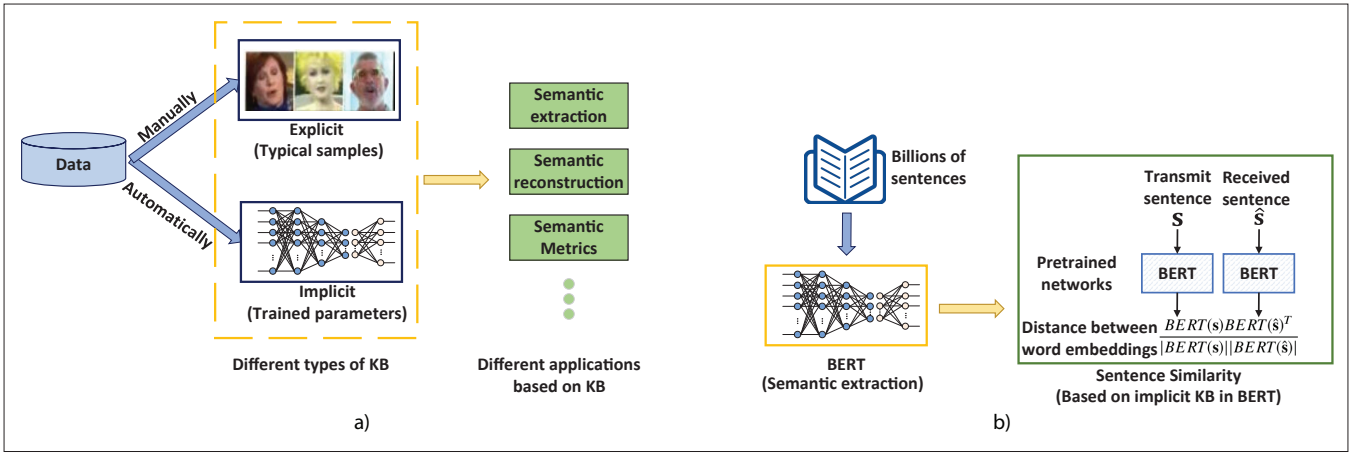 Data
Manually
Automatically
Explicit
(Typical samples)
Implicit
(Trained parameters)
Different types of KB
Semantic
extraction
Semantic
reconstruction
Semantic
Metrics
Different applications
based on KB
a)
Billions of
sentences
BERT
(Semantic extraction)
Transmit
sentence
s
Received
sentence
ŝ
Pretrained
networks
BERT
BERT
Distance between
word embeddings
BERT(s)BERT(ŝ)ᵀ
|BERT(s)||BERT(ŝ)|
Sentence Similarity
(Based on implicit KB in BERT)
b)